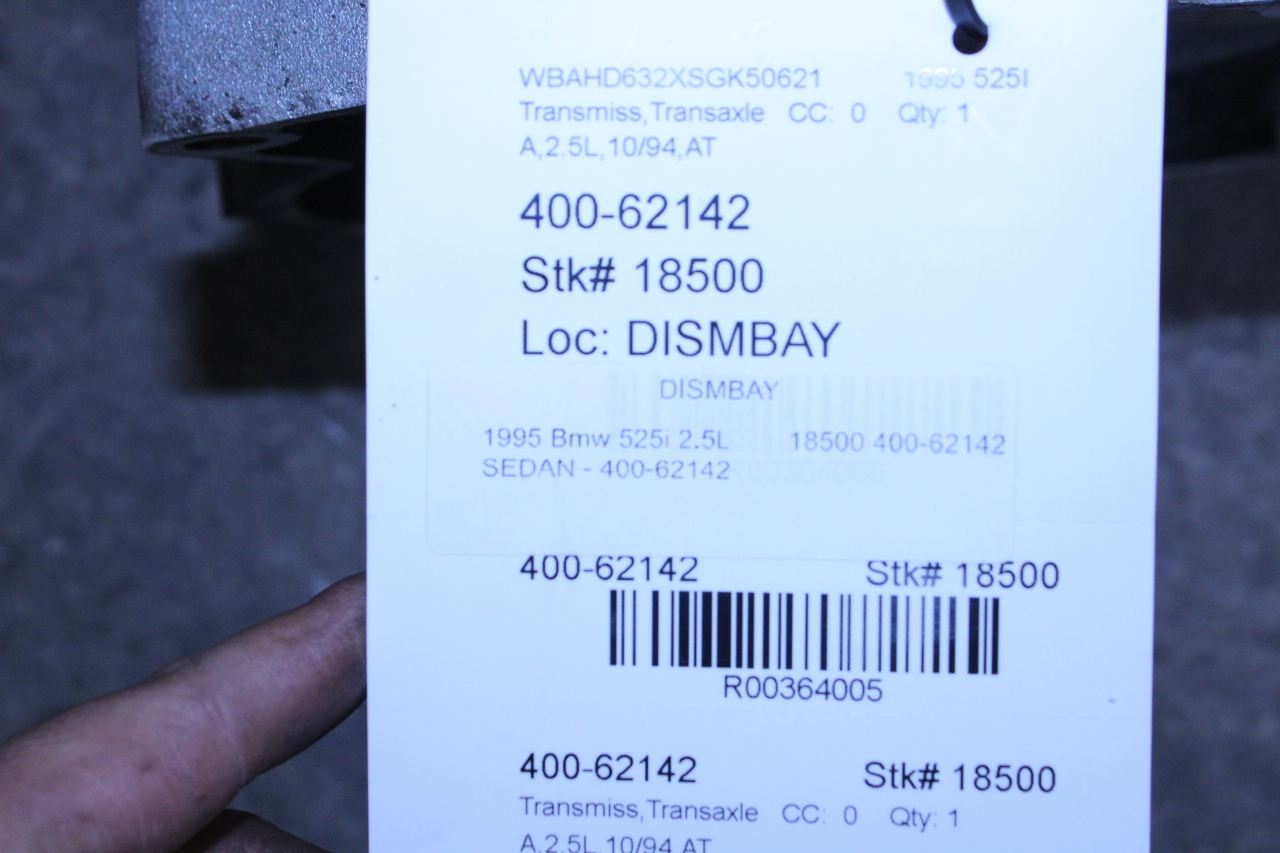 WBAHD632XSGK50621 1995 525I
Transmiss,Transaxle CC: 0 Qty: 1
A,2.5L,10/94,AT
400-62142
Stk# 18500
Loc: DISMBAY
DISMBAY
1995 Bmw 525i 2.5L 18500 400-62142
SEDAN - 400-62142
R00364005
400-62142 Stk# 18500
R00364005
400-62142 Stk# 18500
Transmiss,Transaxle CC: 0 Qty: 1
A,2.5L,10/94,AT